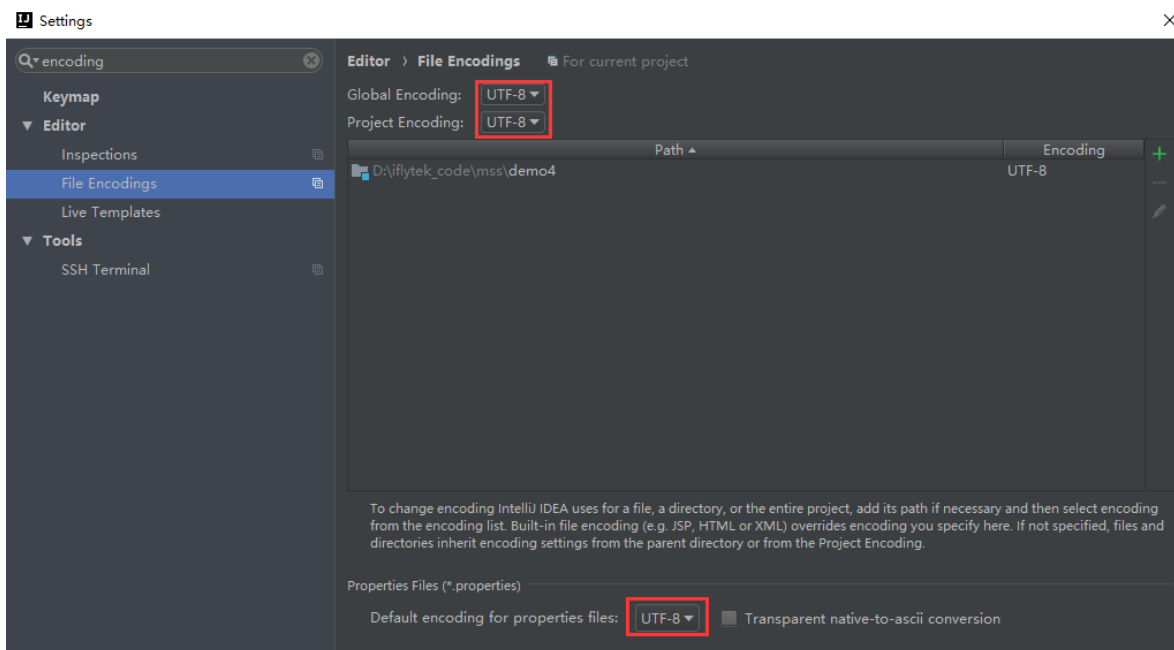 Settings
encoding
Keymap
Editor
Inspections
File Encodings
Live Templates
Tools
SSH Terminal
Editor › File Encodings For current project
Global Encoding: UTF-8
Project Encoding: UTF-8
Path Encoding
D:\iflytek_code\mss\demo4 UTF-8
To change encoding IntelliJ IDEA uses for a file, a directory, or the entire project, add its path if necessary and then select encoding
from the encoding list. Built-in file encoding (e.g. JSP, HTML or XML) overrides encoding you specify here. If not specified, files and
directories inherit encoding settings from the parent directory or from the Project Encoding.
Properties Files (*.properties)
Default encoding for properties files: UTF-8 Transparent native-to-ascii conversion